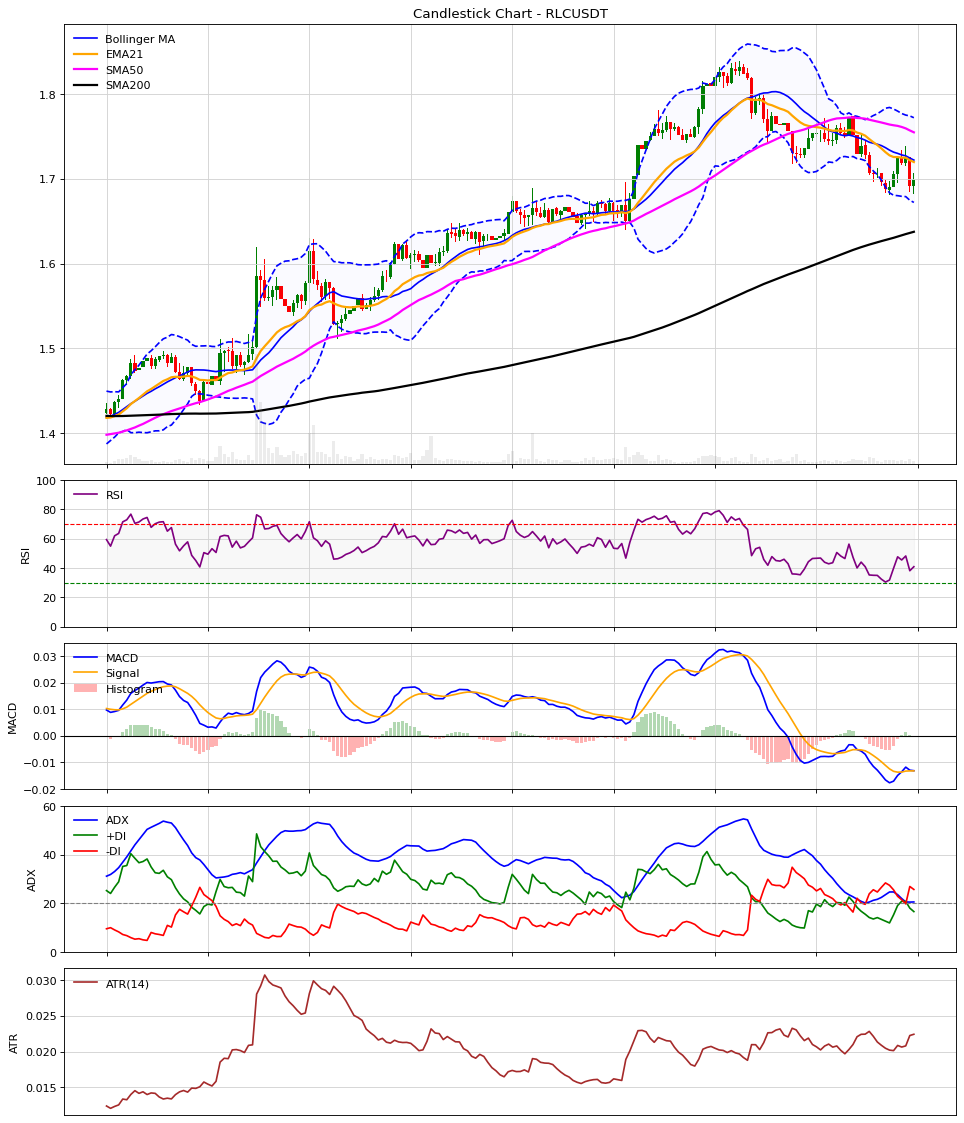 Candlestick Chart - RLCUSDT
Bollinger MA
EMA21
SMA50
SMA200
1.8
1.7
1.6
1.5
1.4
RSI
RSI
100
80
60
40
20
0
MACD
Signal
Histogram
MACD
0.03
0.02
0.01
0.00
−0.01
−0.02
ADX
+DI
-DI
ADX
60
40
20
0
ATR(14)
ATR
0.030
0.025
0.020
0.015